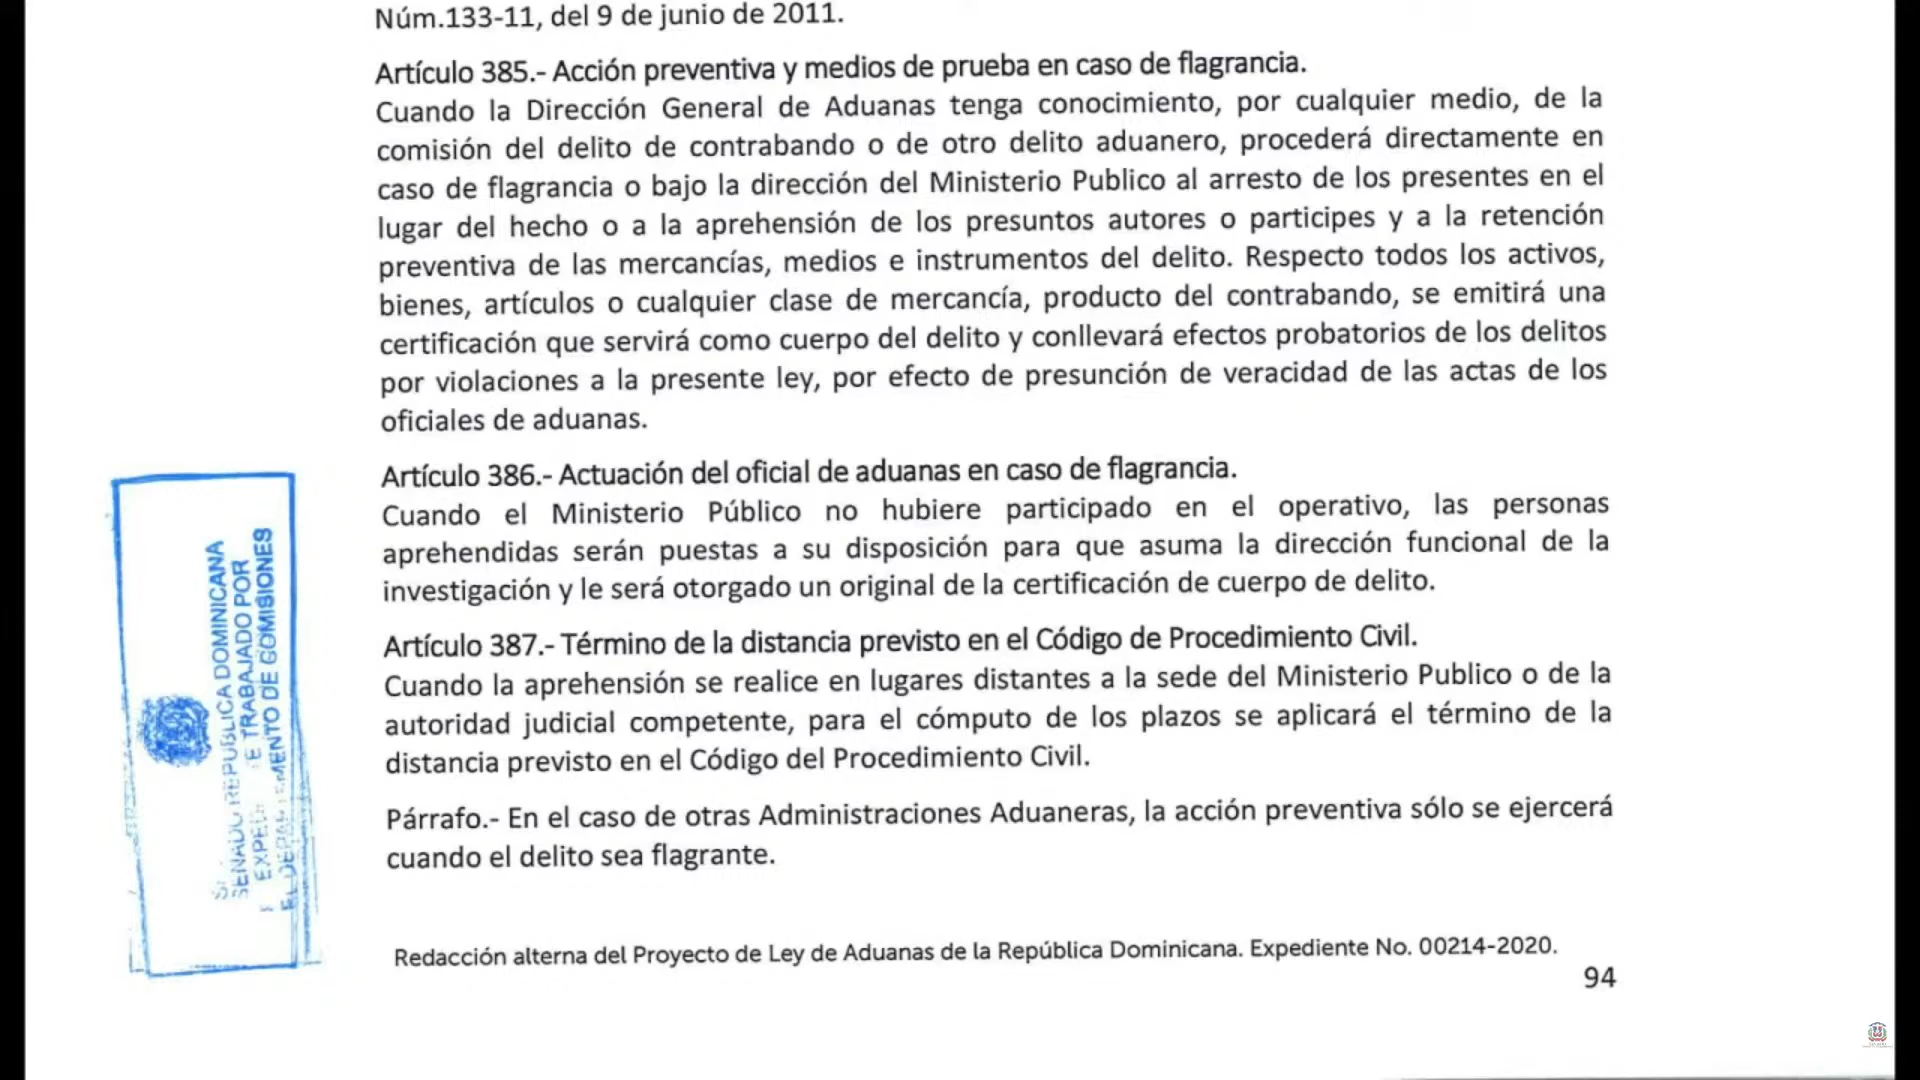 Núm.133-11, del 9 de junio de 2011.
Artículo 385.- Acción preventiva y medios de prueba en caso de flagrancia.
Cuando la Dirección General de Aduanas tenga conocimiento, por cualquier medio, de la
comisión del delito de contrabando o de otro delito aduanero, procederá directamente en
caso de flagrancia o bajo la dirección del Ministerio Publico al arresto de los presentes en el
lugar del hecho o a la aprehensión de los presuntos autores o participes y a la retención
preventiva de las mercancías, medios e instrumentos del delito. Respecto todos los activos,
bienes, artículos o cualquier clase de mercancía, producto del contrabando, se emitirá una
certificación que servirá como cuerpo del delito y conllevará efectos probatorios de los delitos
por violaciones a la presente ley, por efecto de presunción de veracidad de las actas de los
oficiales de aduanas.
Artículo 386.- Actuación del oficial de aduanas en caso de flagrancia.
Cuando el Ministerio Público no hubiere participado en el operativo, las personas
aprehendidas serán puestas a su disposición para que asuma la dirección funcional de la
investigación y le será otorgado un original de la certificación de cuerpo de delito.
Artículo 387.- Término de la distancia previsto en el Código de Procedimiento Civil.
Cuando la aprehensión se realice en lugares distantes a la sede del Ministerio Publico o de la
autoridad judicial competente, para el cómputo de los plazos se aplicará el término de la
distancia previsto en el Código del Procedimiento Civil.
Párrafo.- En el caso de otras Administraciones Aduaneras, la acción preventiva sólo se ejercerá
cuando el delito sea flagrante.
SENADO REPÚBLICA DOMINICANA
TRABAJADO POR
DE COMISIONES
Redacción alterna del Proyecto de Ley de Aduanas de la República Dominicana. Expediente No. 00214-2020.
94